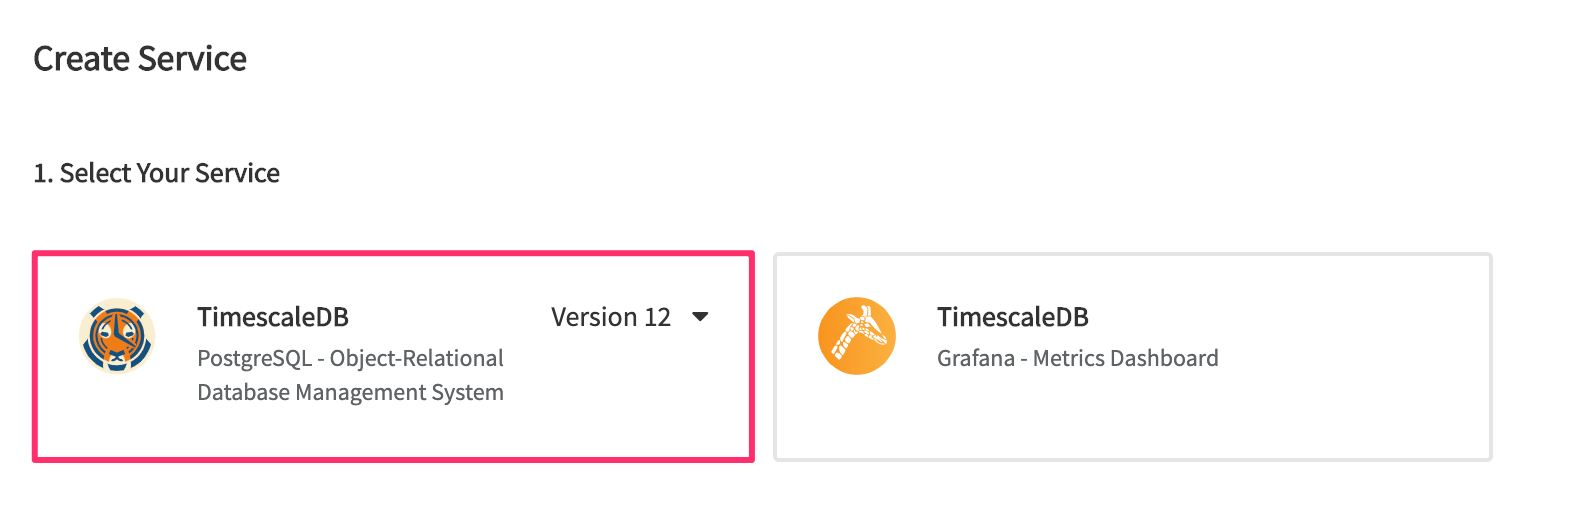 Create Service
1. Select Your Service
TimescaleDB
Version 12
PostgreSQL - Object-Relational
Database Management System
TimescaleDB
Grafana - Metrics Dashboard